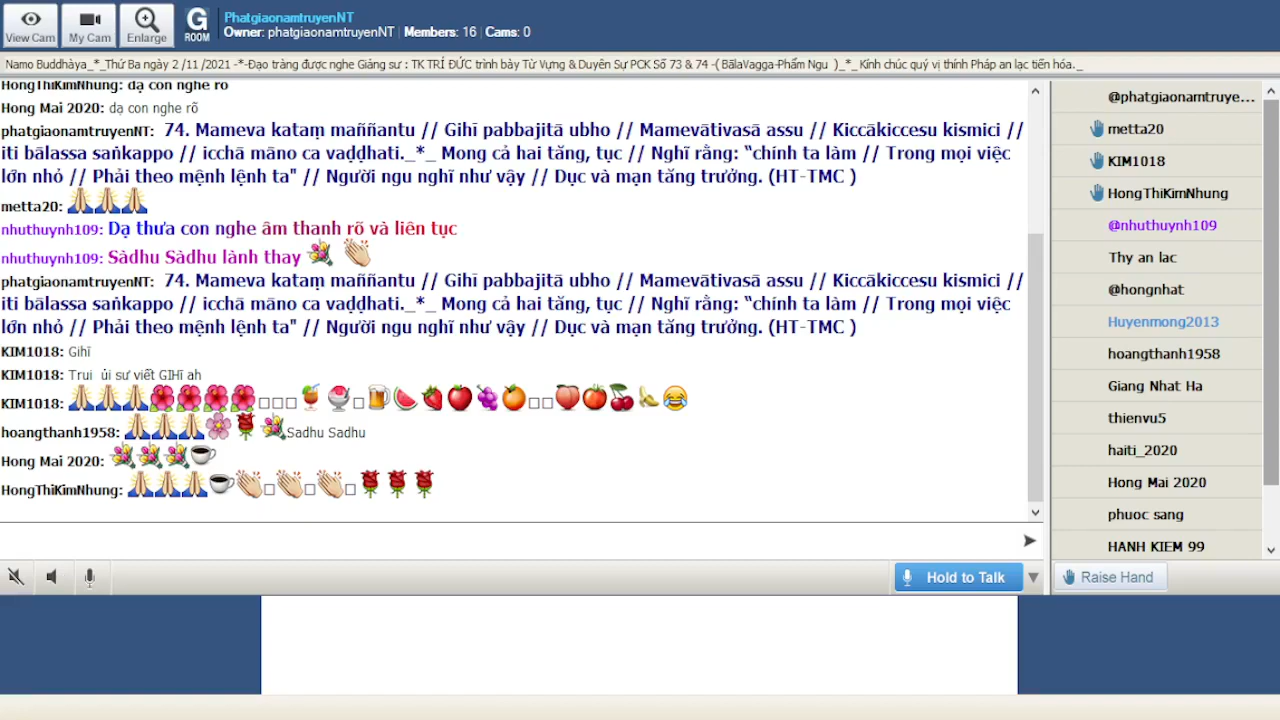 View Cam
My Cam
Enlarge
G
ROOM
PhatgiaonamtruyenNT
Owner: phatgiaonamtruyenNT | Members: 16 | Cams: 0
Namo Buddhàya_*_Thứ Ba ngày 2 /11 /2021 -*-Đạo tràng được nghe Giảng sư : TK TRÍ ĐỨC trình bày Từ Vựng & Duyên Sự PCK Số 73 & 74 -( BālaVagga-Phẩm Ngu )_*_ Kính chúc quý vị thính Pháp an lạc tiến hóa._
HongThiKimNhung: dạ con nghe rõ
Hong Mai 2020: dạ con nghe rõ
phatgiaonamtruyenNT: 74. Mameva kataṃ maññantu // Gihī pabbajitā ubho // Mamevātivasā assu // Kiccākiccesu kismici //
iti bālassa saṅkappo // icchā māno ca vaḍḍhati._*_ Mong cả hai tăng, tục // Nghĩ rằng: “chính ta làm // Trong mọi việc
lớn nhỏ // Phải theo mệnh lệnh ta" // Người ngu nghĩ như vậy // Dục và mạn tăng trưởng. (HT-TMC )
metta20: 🙏🙏🙏
nhuthuynh109: Dạ thưa con nghe âm thanh rõ và liên tục
nhuthuynh109: Sàdhu Sàdhu lành thay 💐 👏
phatgiaonamtruyenNT: 74. Mameva kataṃ maññantu // Gihī pabbajitā ubho // Mamevātivasā assu // Kiccākiccesu kismici //
iti bālassa saṅkappo // icchā māno ca vaḍḍhati._*_ Mong cả hai tăng, tục // Nghĩ rằng: “chính ta làm // Trong mọi việc
lớn nhỏ // Phải theo mệnh lệnh ta" // Người ngu nghĩ như vậy // Dục và mạn tăng trưởng. (HT-TMC )
KIM1018: Gihī
KIM1018: Trui ủi sư viết GIHĪ ah
KIM1018: 🙏🙏🙏🌺🌺🌺🌺□□□🍹🍨□🍺🍉🍓🍎🍇🍊□□🍑🍅🍒🍌😂
hoangthanh1958: 🙏🙏🙏🌸🌹💐Sadhu Sadhu
Hong Mai 2020: 💐💐💐☕
HongThiKimNhung: 🙏🙏🙏☕👏□👏□👏□🌹🌹🌹
Hold to Talk
@phatgiaonamtruye...
metta20
KIM1018
HongThiKimNhung
@nhuthuynh109
Thy an lac
@hongnhat
Huyenmong2013
hoangthanh1958
Giang Nhat Ha
thienvu5
haiti_2020
Hong Mai 2020
phuoc sang
HANH KIEM 99
Raise Hand